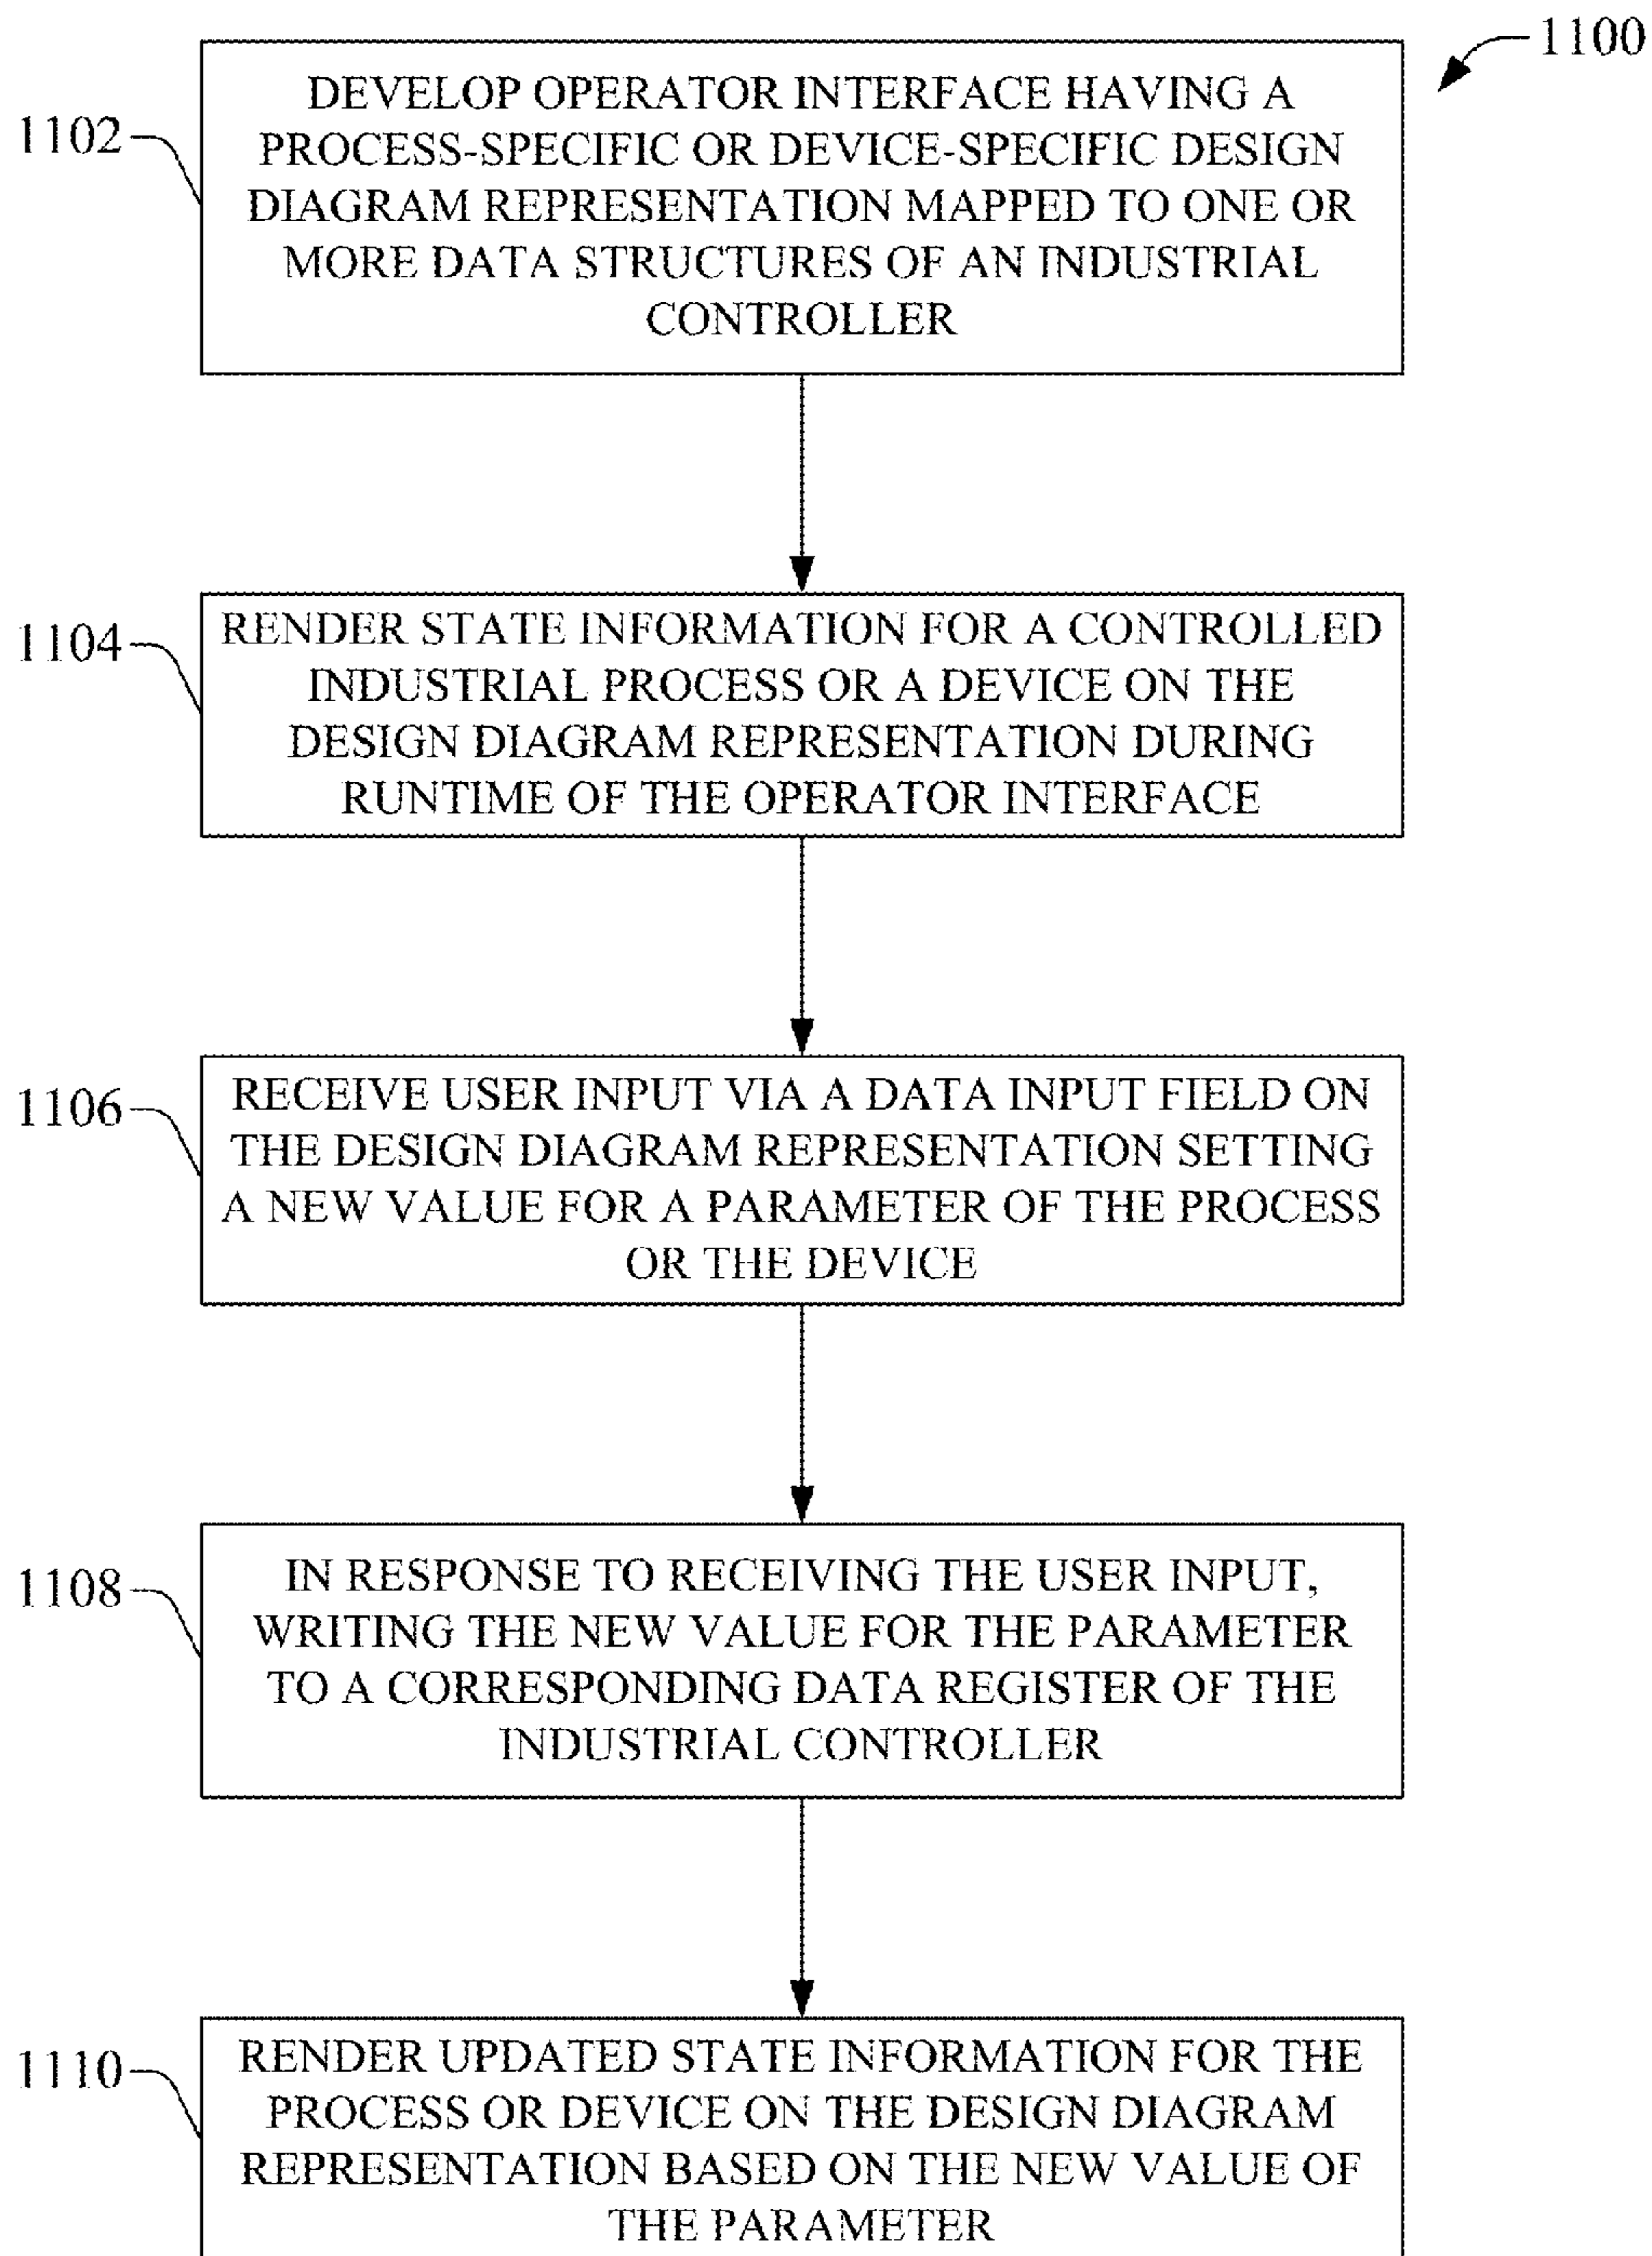 1100
1102
DEVELOP OPERATOR INTERFACE HAVING A
PROCESS-SPECIFIC OR DEVICE-SPECIFIC DESIGN
DIAGRAM REPRESENTATION MAPPED TO ONE OR
MORE DATA STRUCTURES OF AN INDUSTRIAL
CONTROLLER
1104
RENDER STATE INFORMATION FOR A CONTROLLED
INDUSTRIAL PROCESS OR A DEVICE ON THE
DESIGN DIAGRAM REPRESENTATION DURING
RUNTIME OF THE OPERATOR INTERFACE
1106
RECEIVE USER INPUT VIA A DATA INPUT FIELD ON
THE DESIGN DIAGRAM REPRESENTATION SETTING
A NEW VALUE FOR A PARAMETER OF THE PROCESS
OR THE DEVICE
1108
IN RESPONSE TO RECEIVING THE USER INPUT,
WRITING THE NEW VALUE FOR THE PARAMETER
TO A CORRESPONDING DATA REGISTER OF THE
INDUSTRIAL CONTROLLER
1110
RENDER UPDATED STATE INFORMATION FOR THE
PROCESS OR DEVICE ON THE DESIGN DIAGRAM
REPRESENTATION BASED ON THE NEW VALUE OF
THE PARAMETER